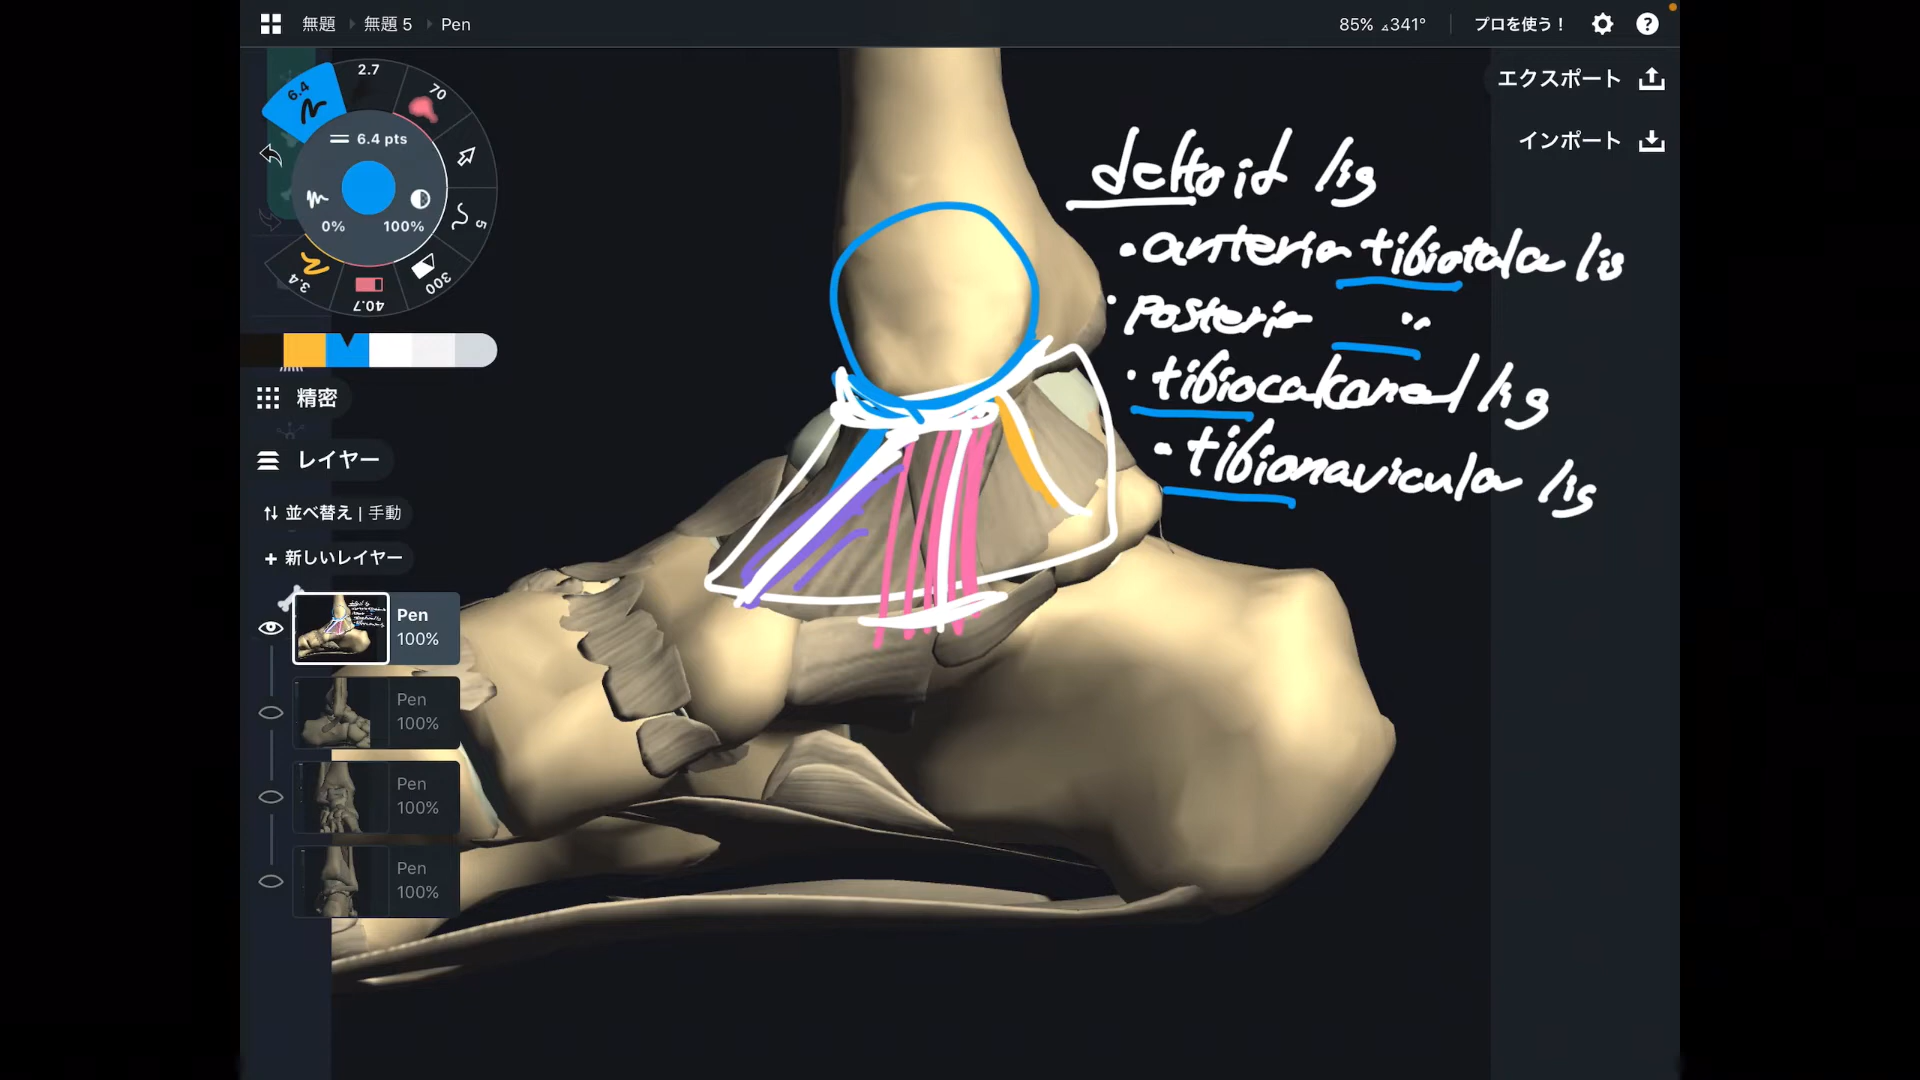 無題 無題 5 Pen
85% ⊿341°
プロを使う！
エクスポート
インポート
2.7
6.4
70
6.4 pts
0%
100%
5
300
40.7
3.4
精密
レイヤー
並べ替え | 手動
+ 新しいレイヤー
Pen
100%
Pen
100%
Pen
100%
Pen
100%
deltoid lig
・anterior tibiotalar lig
・posterior 〃
・tibiocalcaneal lig
・tibionavicular lig